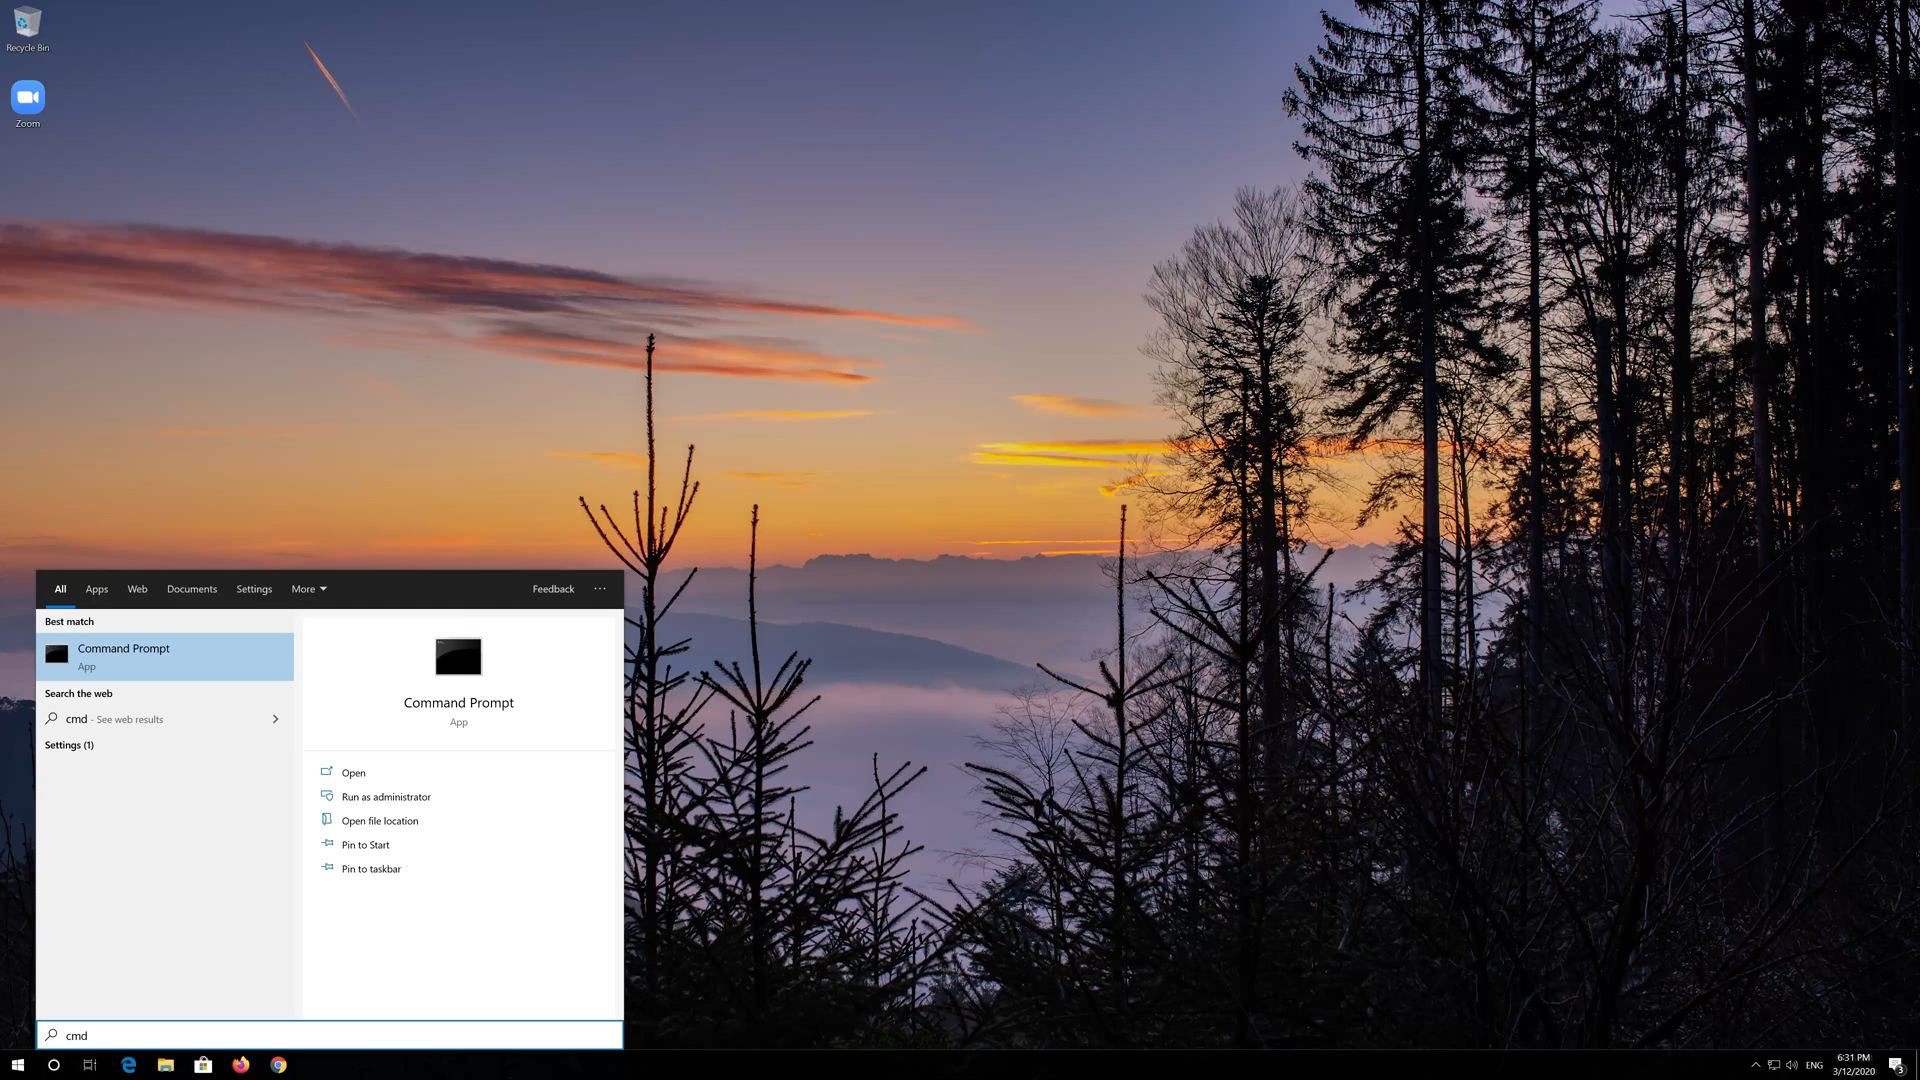 Recycle Bin
Zoom
All Apps Web Documents Settings More Feedback ...
Best match
Command Prompt
App
Search the web
cmd - See web results
Settings (1)
Command Prompt
App
Open
Run as administrator
Open file location
Pin to Start
Pin to taskbar
cmd
ENG
6:31 PM
3/12/2020
3